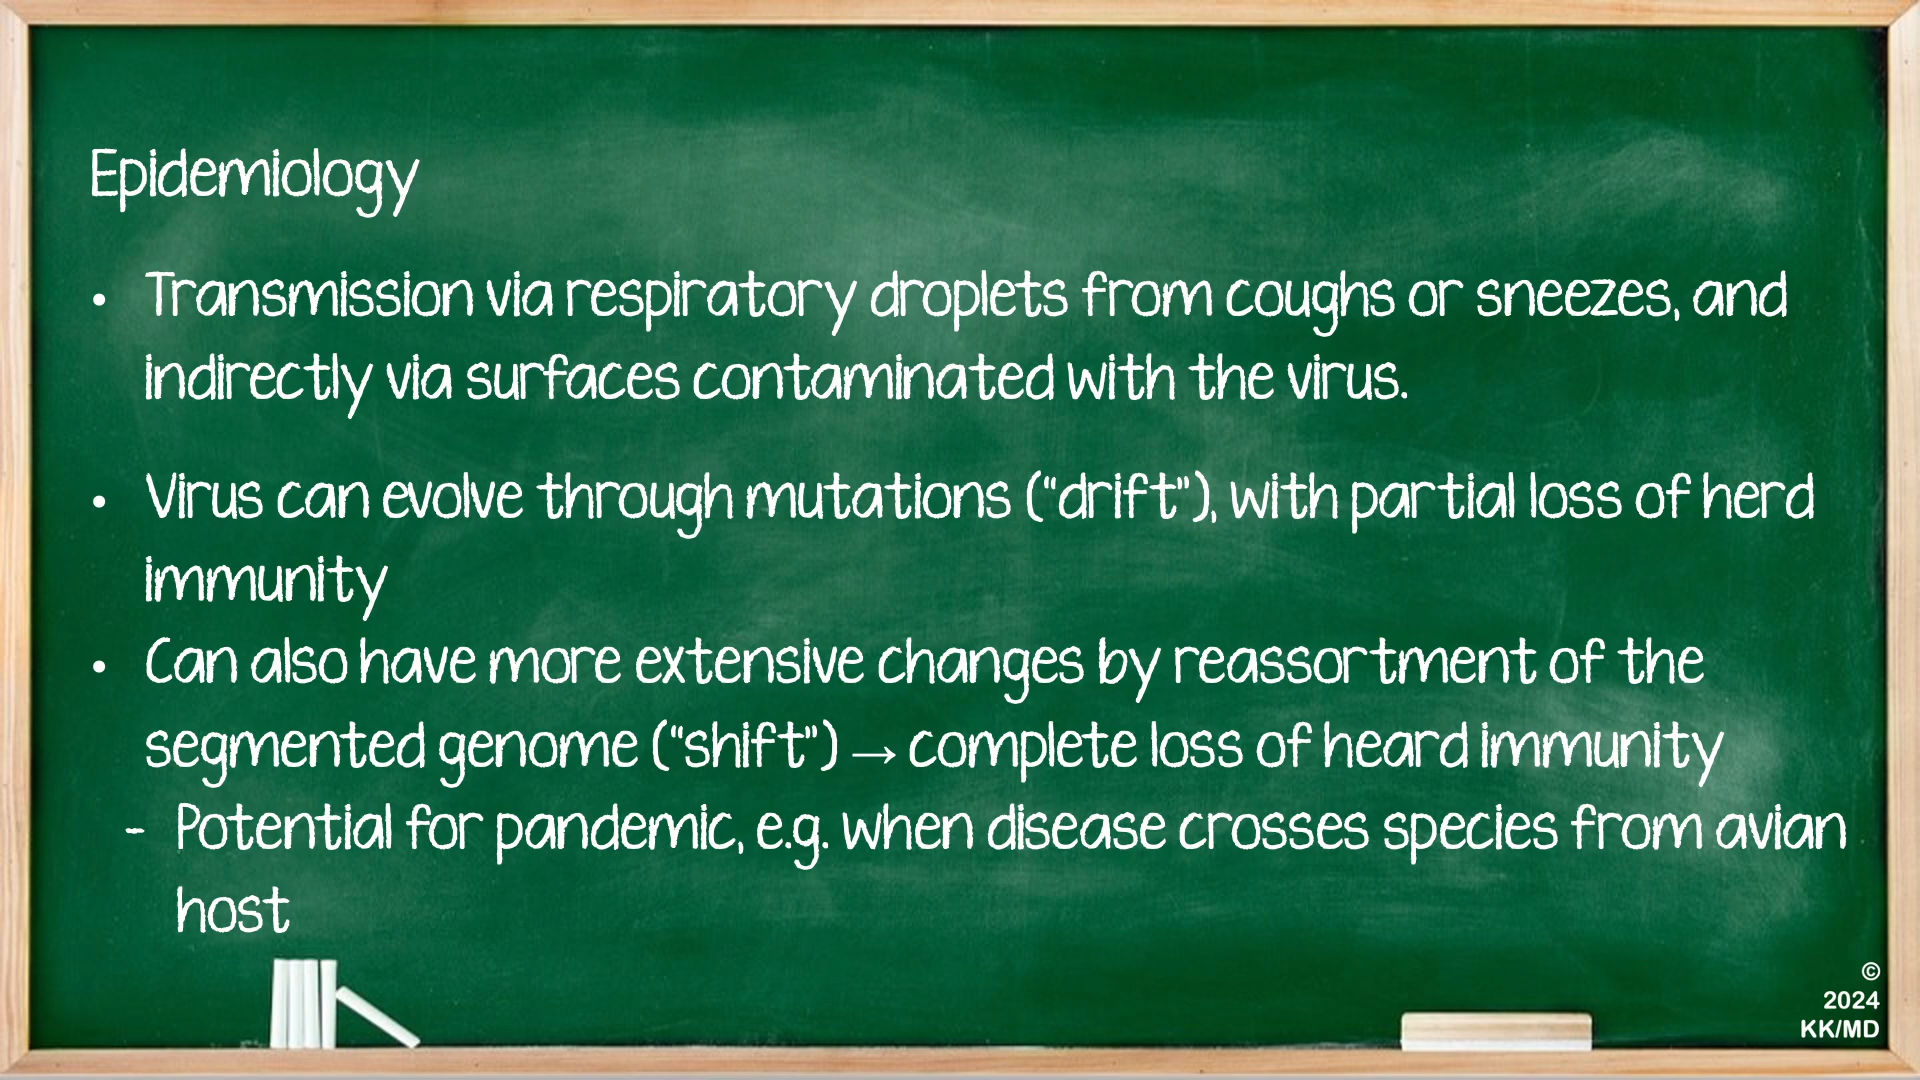 Epidemiology
• Transmission via respiratory droplets from coughs or sneezes, and
indirectly via surfaces contaminated with the virus.
• Virus can evolve through mutations ("drift"), with partial loss of herd
immunity
• Can also have more extensive changes by reassortment of the
segmented genome ("shift") → complete loss of heard immunity
- Potential for pandemic, e.g. when disease crosses species from avian
host
©
2024
KK/MD